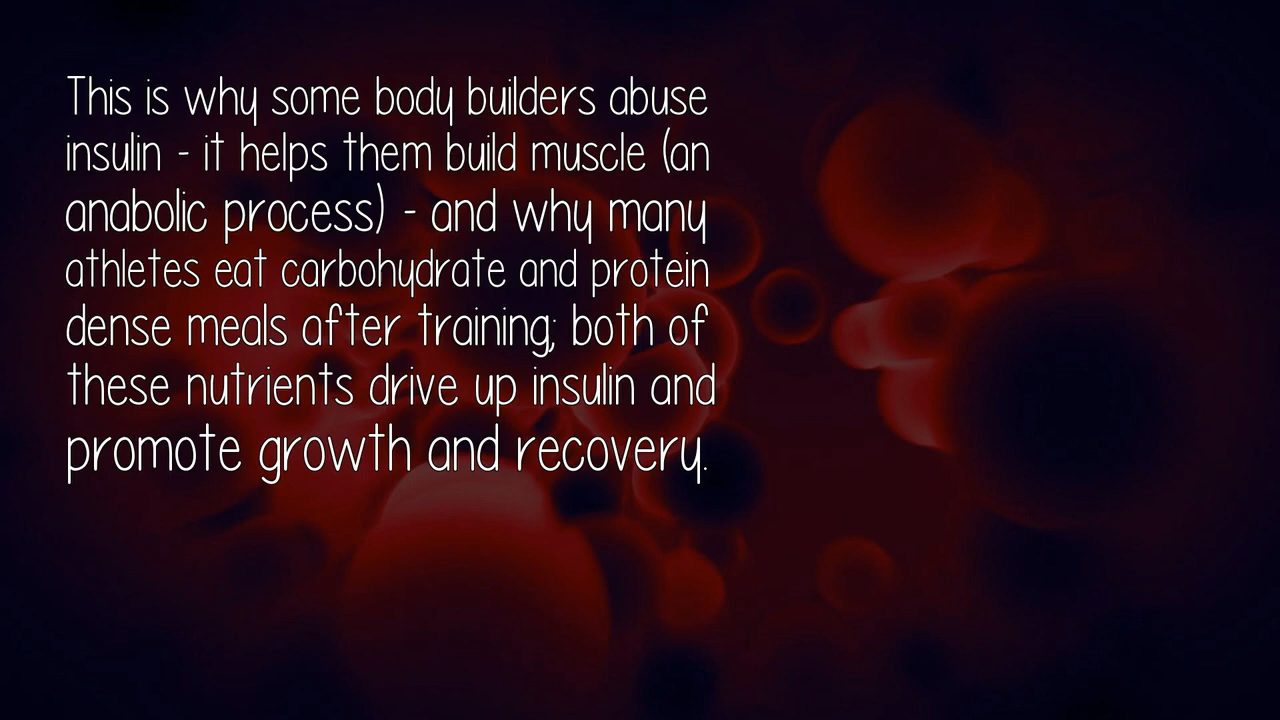 This is why some body builders abuse
insulin - it helps them build muscle (an
anabolic process) - and why many
athletes eat carbohydrate and protein
dense meals after training; both of
these nutrients drive up insulin and
promote growth and recovery.